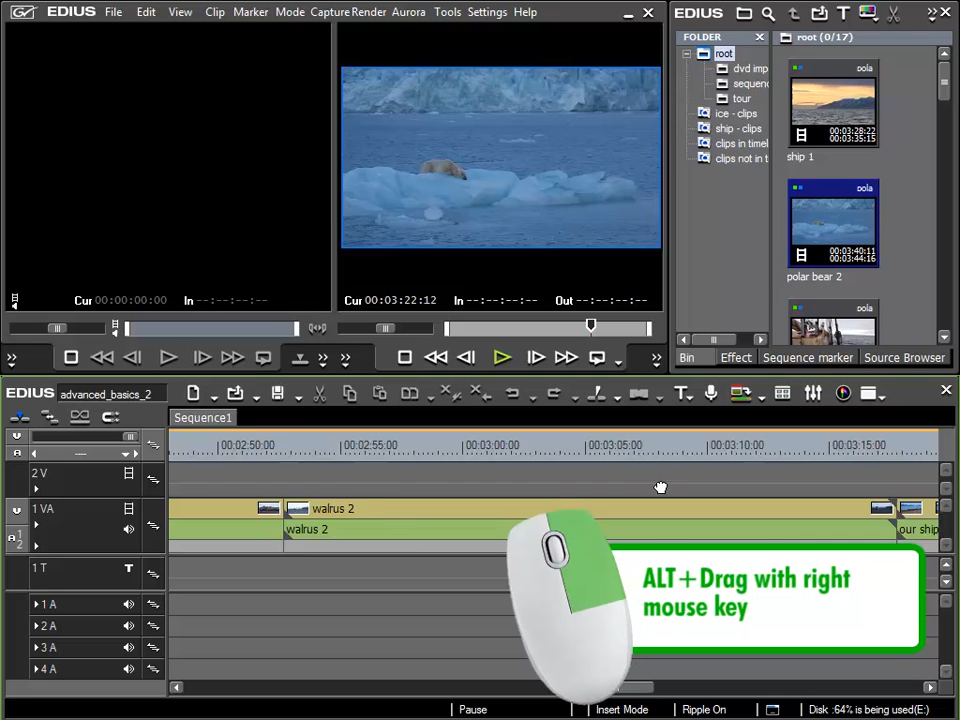 EDIUS File Edit View Clip Marker Mode Capture Render Aurora Tools Settings Help
EDIUS
FOLDER
root (0/17)
root
dvd imp
sequenc
tour
ice - clips
ship - clips
clips in timel
clips not in t
pola
00:03:28:22
00:03:35:15
ship 1
pola
00:03:40:11
00:03:44:16
polar bear 2
Cur 00:00:00:00 In --:--:--:--
Cur 00:03:22:12 In --:--:--:-- Out --:--:--:--
Bin Effect Sequence marker Source Browser
EDIUS advanced_basics_2
Sequence1
00:02:50:00 00:02:55:00 00:03:00:00 00:03:05:00 00:03:10:00 00:03:15:00
2 V
1 VA
walrus 2
walrus 2
our ship
1
2
1 T T
1 A
2 A
3 A
4 A
ALT+Drag with right
mouse key
Pause Insert Mode Ripple On Disk :64% is being used(E:)